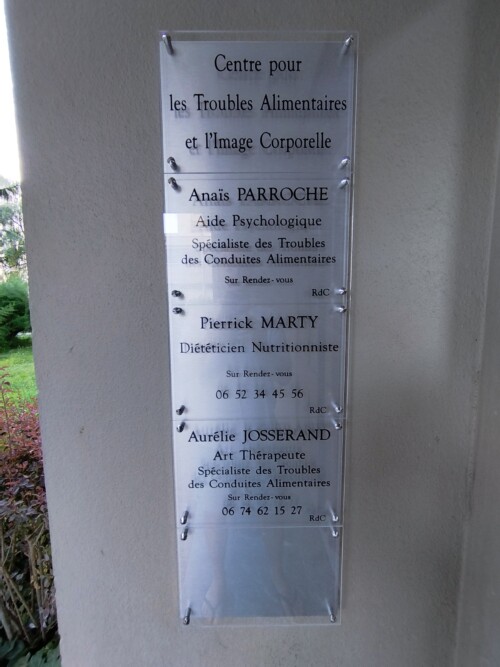 Centre pour
les Troubles Alimentaires
et l'Image Corporelle
Anaïs PARROCHE
Aide Psychologique
Spécialiste des Troubles
des Conduites Alimentaires
Sur Rendez-vous
RdC
Pierrick MARTY
Diététicien Nutritionniste
Sur Rendez-vous
06 52 34 45 56
RdC
Aurélie JOSSERAND
Art Thérapeute
Spécialiste des Troubles
des Conduites Alimentaires
Sur Rendez-vous
06 74 62 15 27
RdC